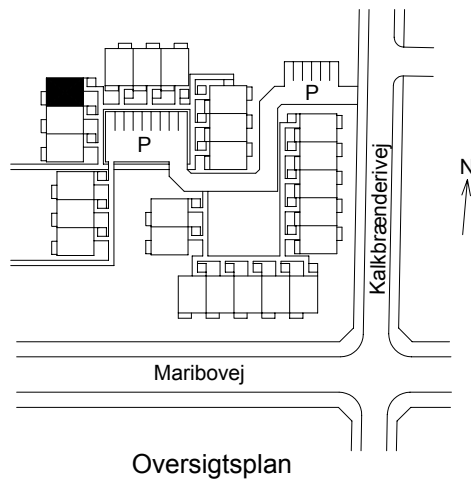 P
P
N
Kalkbrænderivej
Maribovej
Oversigtsplan